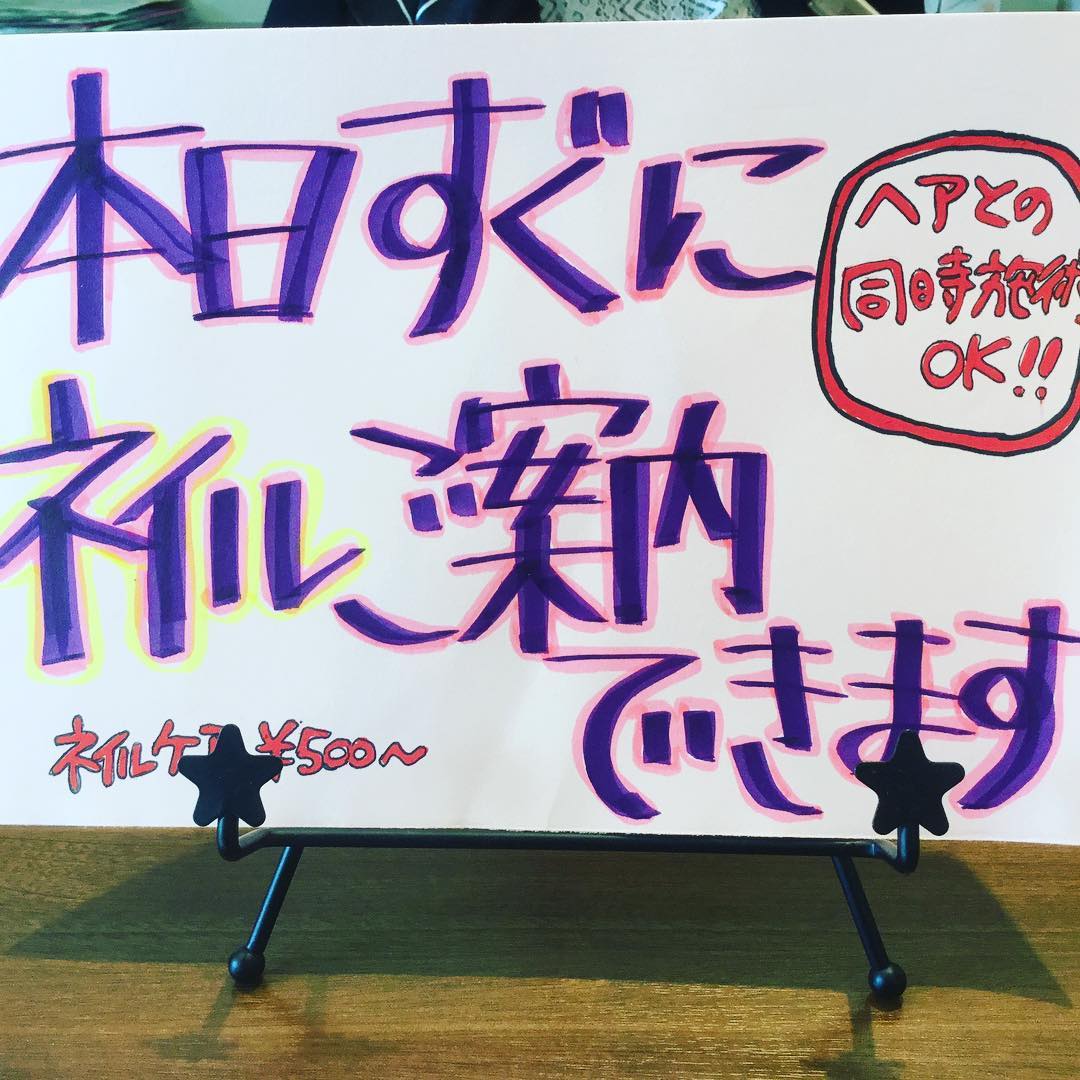 本日すぐに
ネイルご案内
できます
ヘアとの
同時施術
OK!!
ネイルケア ¥500〜